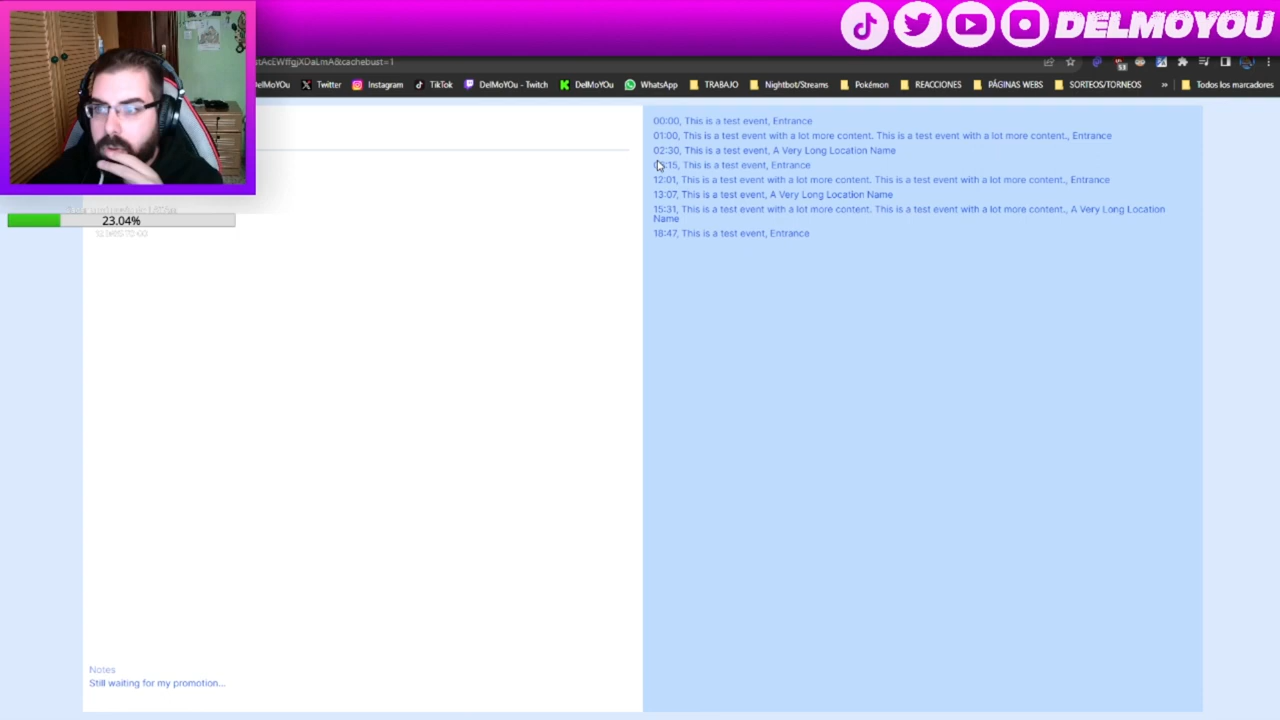 DELMOYOU
stAcEWffgjXDaLmA&cachebust=1
DelMoYOu
Twitter
Instagram
TikTok
DelMoYOu - Twitch
DelMoYOu
WhatsApp
TRABAJO
Nightbot/Streams
Pokémon
REACCIONES
PÁGINAS WEBS
SORTEOS/TORNEOS
»
Todos los marcadores
00:00, This is a test event, Entrance
01:00, This is a test event with a lot more content. This is a test event with a lot more content., Entrance
02:30, This is a test event, A Very Long Location Name
:15, This is a test event, Entrance
12:01, This is a test event with a lot more content. This is a test event with a lot more content., Entrance
13:07, This is a test event, A Very Long Location Name
15:31, This is a test event with a lot more content. This is a test event with a lot more content., A Very Long Location
Name
18:47, This is a test event, Entrance
23.04%
Notes
Still waiting for my promotion...